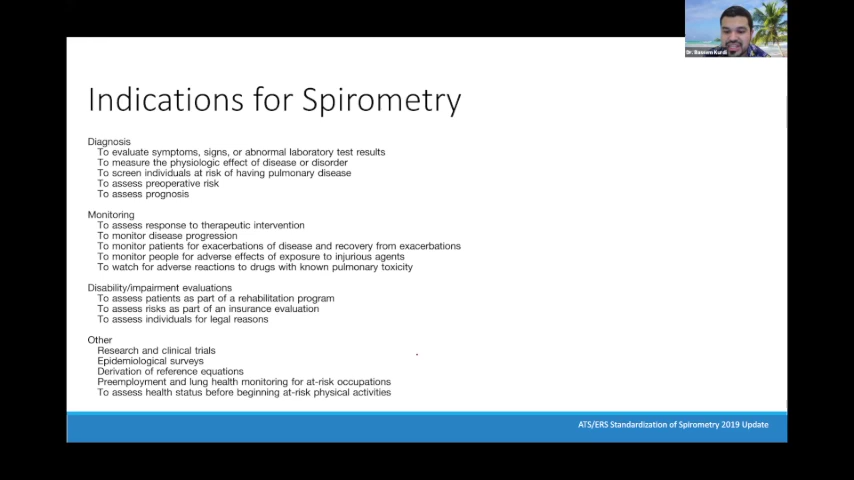 Dr. Bassam Kurdi
Indications for Spirometry
Diagnosis
To evaluate symptoms, signs, or abnormal laboratory test results
To measure the physiologic effect of disease or disorder
To screen individuals at risk of having pulmonary disease
To assess preoperative risk
To assess prognosis
Monitoring
To assess response to therapeutic intervention
To monitor disease progression
To monitor patients for exacerbations of disease and recovery from exacerbations
To monitor people for adverse effects of exposure to injurious agents
To watch for adverse reactions to drugs with known pulmonary toxicity
Disability/impairment evaluations
To assess patients as part of a rehabilitation program
To assess risks as part of an insurance evaluation
To assess individuals for legal reasons
Other
Research and clinical trials
Epidemiological surveys
Derivation of reference equations
Preemployment and lung health monitoring for at-risk occupations
To assess health status before beginning at-risk physical activities
ATS/ERS Standardization of Spirometry 2019 Update